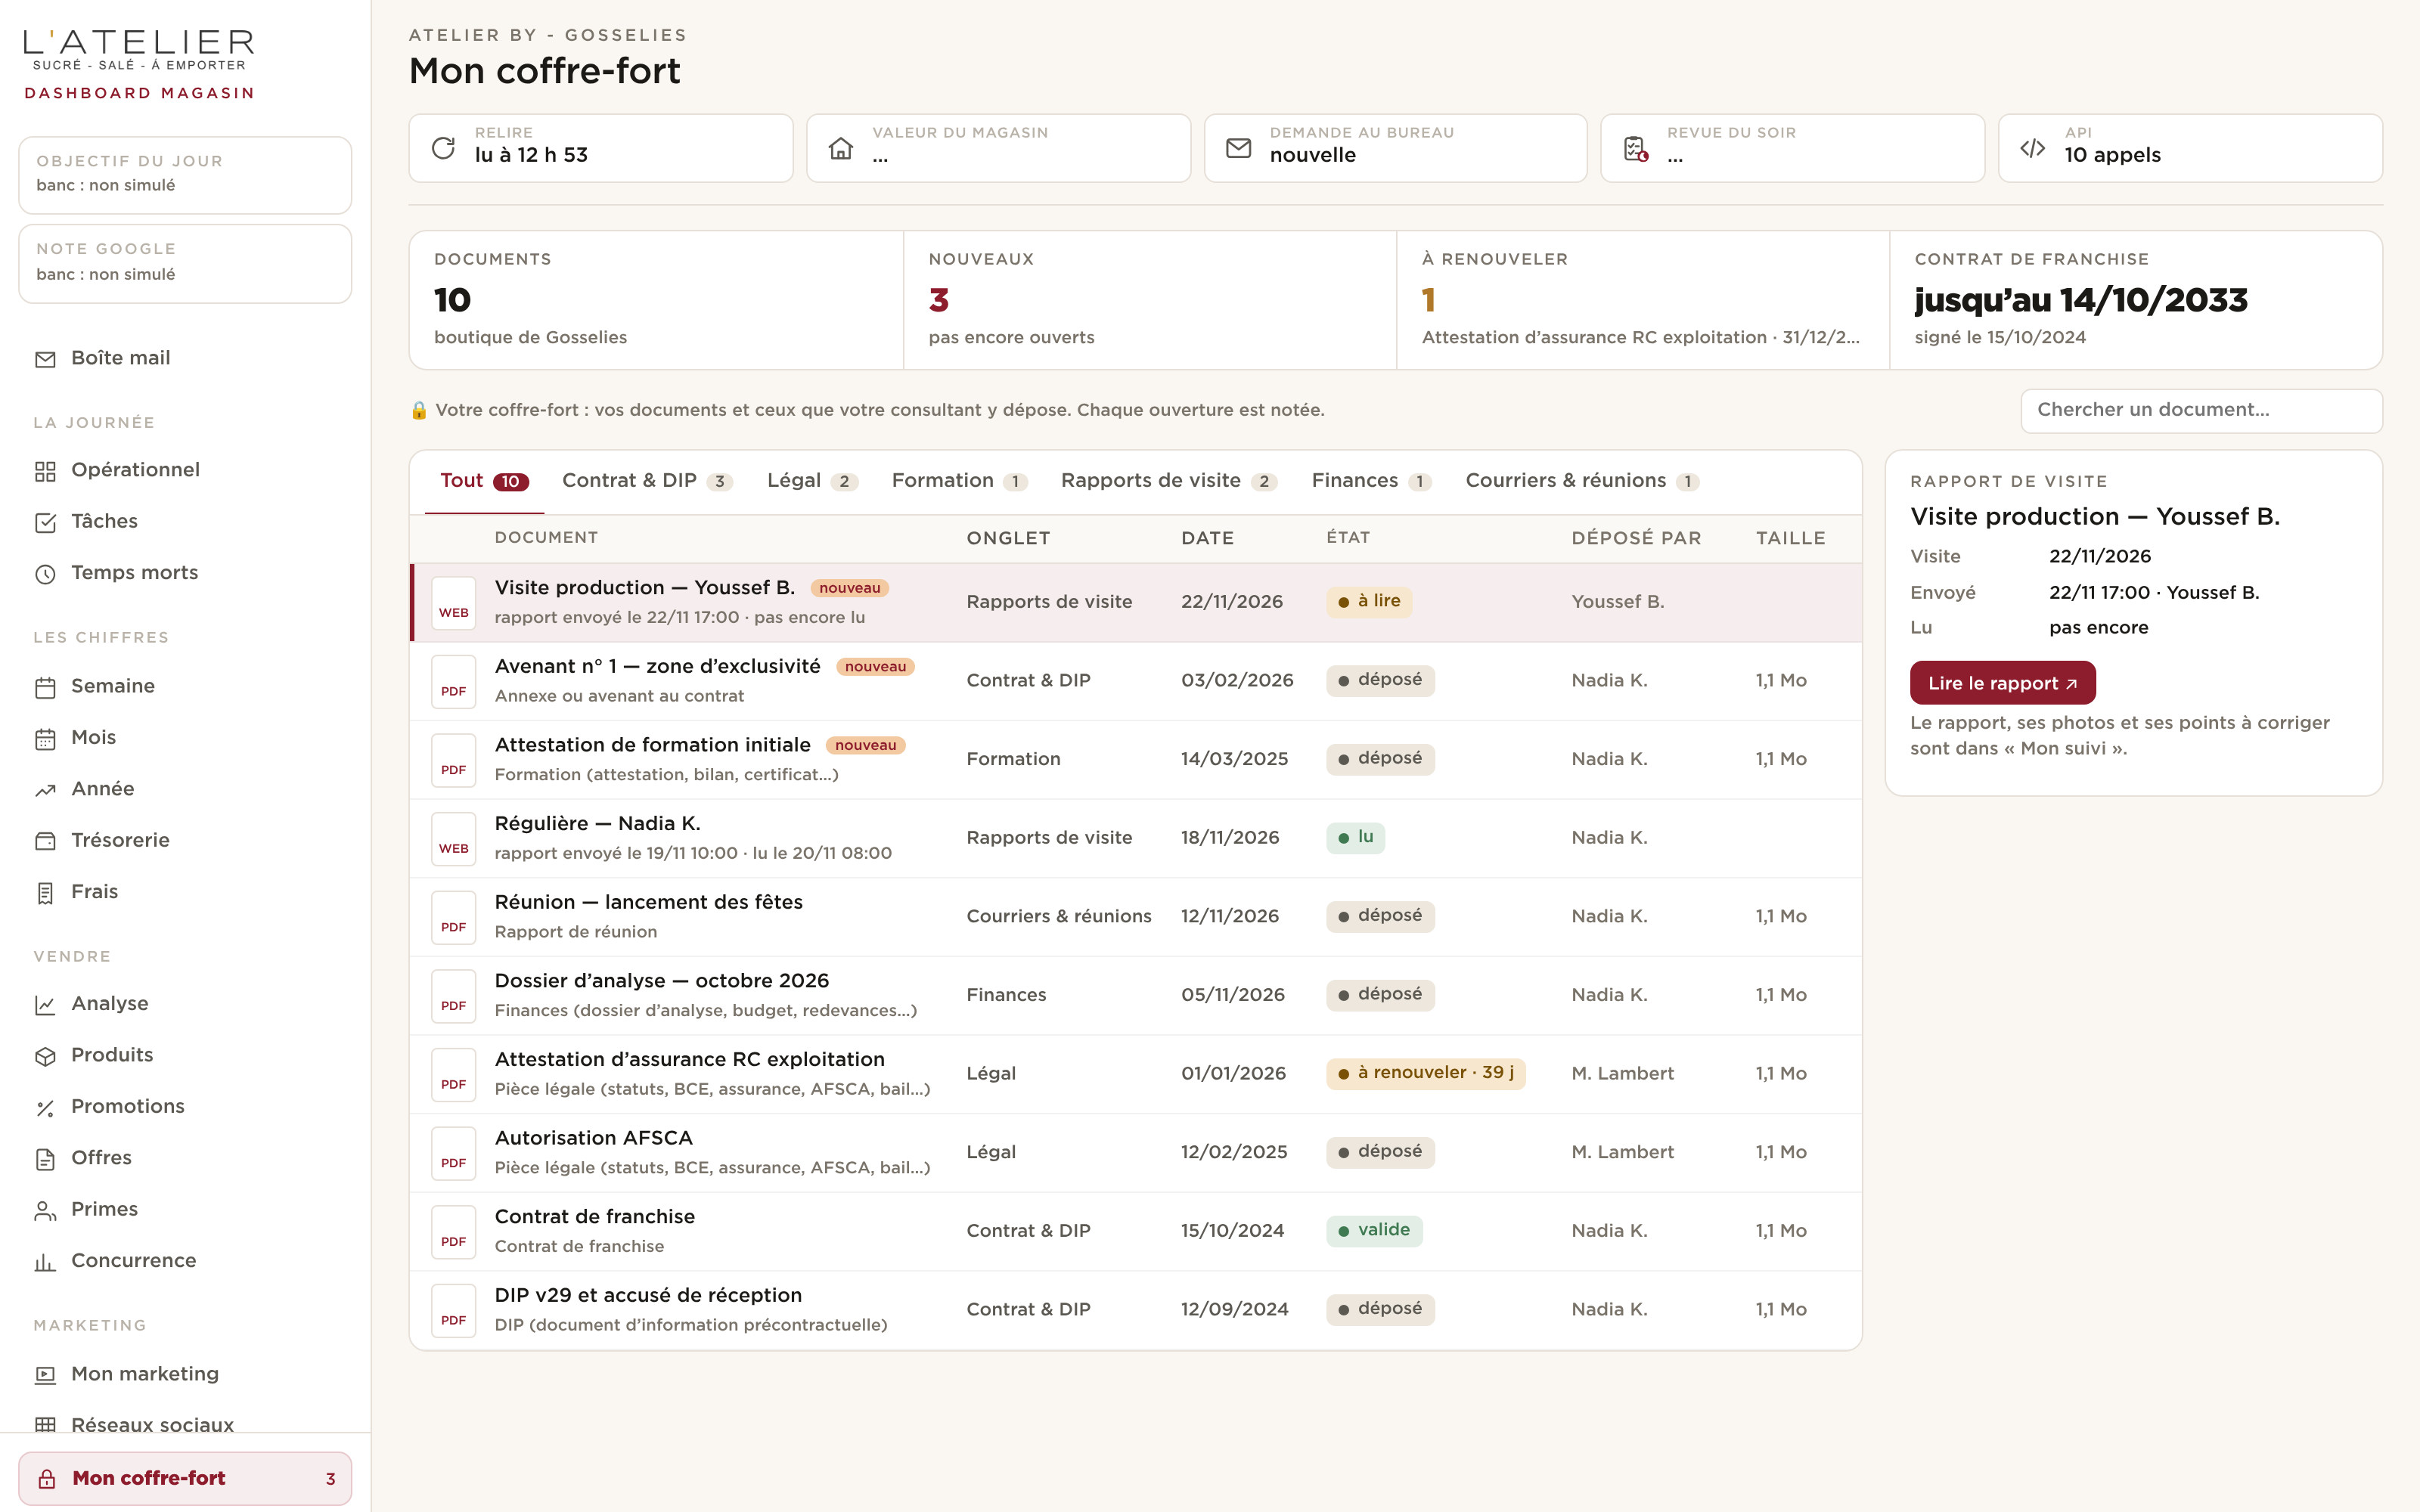 L'ATELIER
SUCRÉ - SALÉ - À EMPORTER
DASHBOARD MAGASIN
OBJECTIF DU JOUR
banc : non simulé
NOTE GOOGLE
banc : non simulé
Boîte mail
LA JOURNÉE
Opérationnel
Tâches
Temps morts
LES CHIFFRES
Semaine
Mois
Année
Trésorerie
Frais
VENDRE
Analyse
Produits
Promotions
Offres
Primes
Concurrence
MARKETING
Mon marketing
Réseaux sociaux
Mon coffre-fort 3
ATELIER BY - GOSSELIES
Mon coffre-fort
RELIRE
lu à 12 h 53
VALEUR DU MAGASIN
...
DEMANDE AU BUREAU
nouvelle
REVUE DU SOIR
...
API
10 appels
DOCUMENTS
10
boutique de Gosselies
NOUVEAUX
3
pas encore ouverts
À RENOUVELER
1
Attestation d’assurance RC exploitation · 31/12/2...
CONTRAT DE FRANCHISE
jusqu’au 14/10/2033
signé le 15/10/2024
🔒 Votre coffre-fort : vos documents et ceux que votre consultant y dépose. Chaque ouverture est notée.
Chercher un document...
Tout 10 Contrat & DIP 3 Légal 2 Formation 1 Rapports de visite 2 Finances 1 Courriers & réunions 1
DOCUMENT ONGLET DATE ÉTAT DÉPOSÉ PAR TAILLE
WEB Visite production — Youssef B. nouveau Rapports de visite 22/11/2026 à lire Youssef B.
rapport envoyé le 22/11 17:00 · pas encore lu
PDF Avenant n° 1 — zone d’exclusivité nouveau Contrat & DIP 03/02/2026 déposé Nadia K. 1,1 Mo
Annexe ou avenant au contrat
PDF Attestation de formation initiale nouveau Formation 14/03/2025 déposé Nadia K. 1,1 Mo
Formation (attestation, bilan, certificat...)
WEB Régulière — Nadia K. Rapports de visite 18/11/2026 lu Nadia K.
rapport envoyé le 19/11 10:00 · lu le 20/11 08:00
PDF Réunion — lancement des fêtes Courriers & réunions 12/11/2026 déposé Nadia K. 1,1 Mo
Rapport de réunion
PDF Dossier d’analyse — octobre 2026 Finances 05/11/2026 déposé Nadia K. 1,1 Mo
Finances (dossier d’analyse, budget, redevances...)
PDF Attestation d’assurance RC exploitation Légal 01/01/2026 à renouveler · 39 j M. Lambert 1,1 Mo
Pièce légale (statuts, BCE, assurance, AFSCA, bail...)
PDF Autorisation AFSCA Légal 12/02/2025 déposé M. Lambert 1,1 Mo
Pièce légale (statuts, BCE, assurance, AFSCA, bail...)
PDF Contrat de franchise Contrat & DIP 15/10/2024 valide Nadia K. 1,1 Mo
Contrat de franchise
PDF DIP v29 et accusé de réception Contrat & DIP 12/09/2024 déposé Nadia K. 1,1 Mo
DIP (document d’information précontractuelle)
RAPPORT DE VISITE
Visite production — Youssef B.
Visite 22/11/2026
Envoyé 22/11 17:00 · Youssef B.
Lu pas encore
Lire le rapport ↗
Le rapport, ses photos et ses points à corriger
sont dans « Mon suivi ».